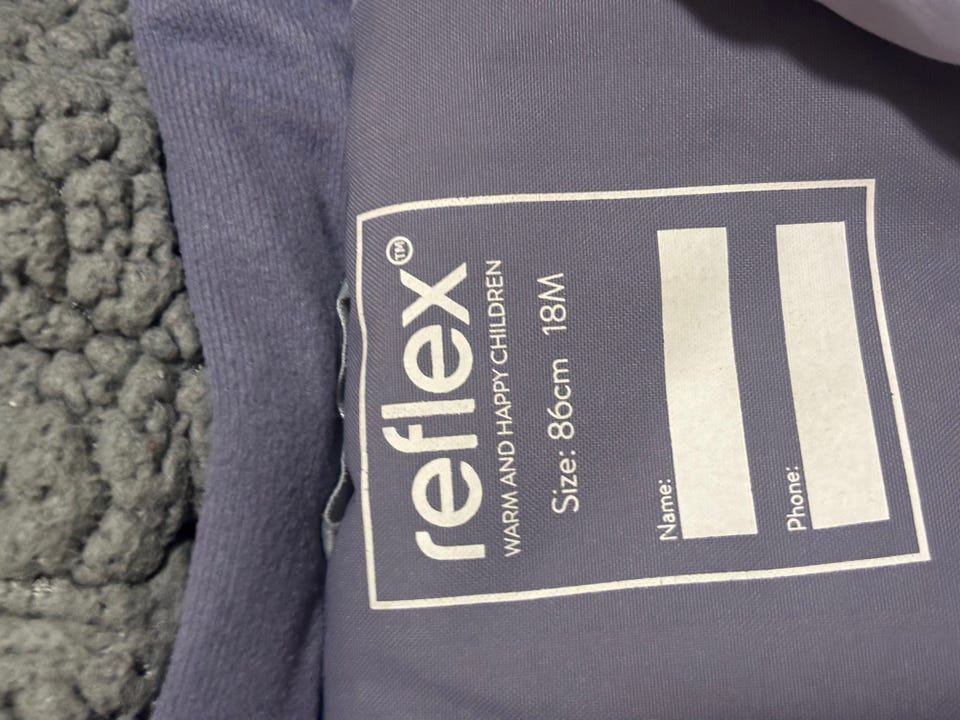 reflex™
WARM AND HAPPY CHILDREN
Size: 86cm 18M
Name:
Phone: